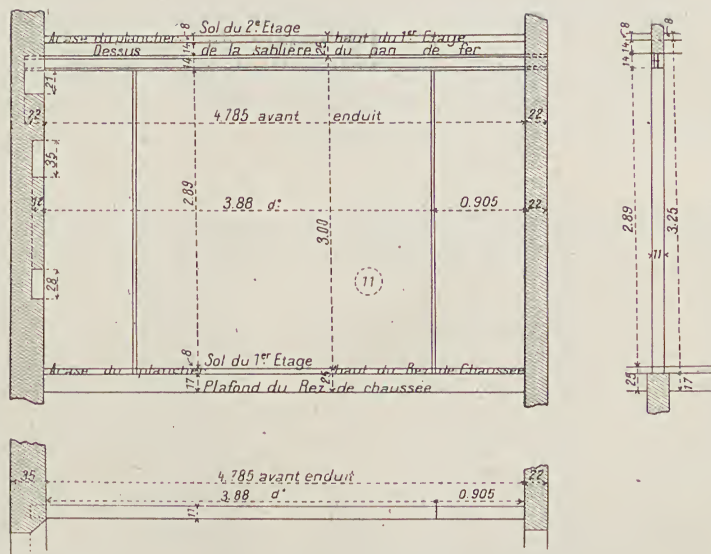 8 Sol du 2.e Etage 8 8
Arase du plancher haut du 1er Etage
14 Dessus de la sablière 25 du pan de fer 14
14 14
21
22 4.785 avant enduit 22
35
2.89 3.88 d° 3.00 0.905 22
2.89 3.25
11
28 11
8 Sol du 1er Etage
Arase du plancher haut du Rez de Chaussée
17 Plafond du Rez de chaussée 25
25 17
35 4.785 avant enduit 22
3.88 d° 0.905
11